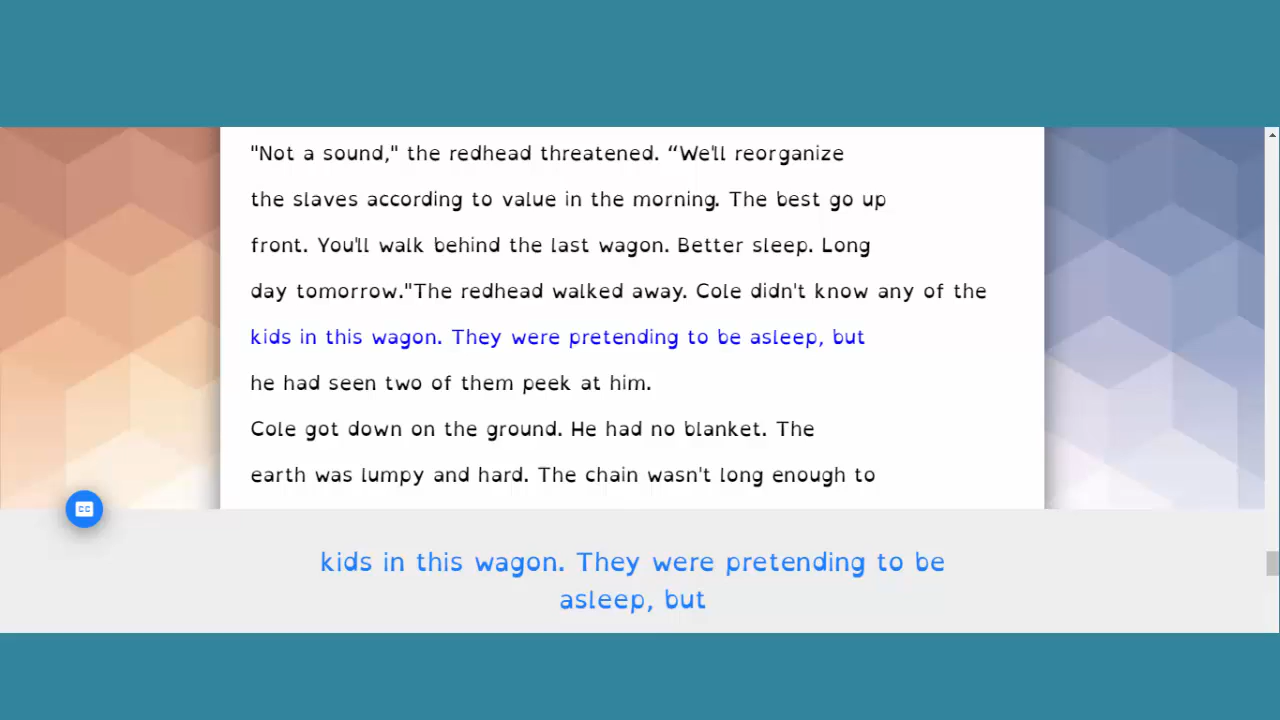 "Not a sound," the redhead threatened. “We'll reorganize
the slaves according to value in the morning. The best go up
front. You'll walk behind the last wagon. Better sleep. Long
day tomorrow."The redhead walked away. Cole didn't know any of the
kids in this wagon. They were pretending to be asleep, but
he had seen two of them peek at him.
Cole got down on the ground. He had no blanket. The
earth was lumpy and hard. The chain wasn't long enough to
CC
kids in this wagon. They were pretending to be
asleep, but